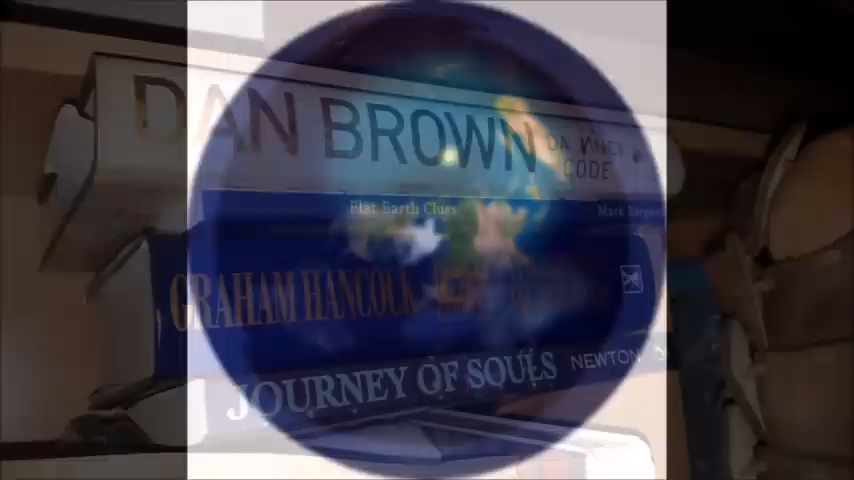 DAN BROWN DA VINCI CODE
Flat Earth Clues Mark Sargent
GRAHAM HANCOCK
JOURNEY OF SOULS NEWTON